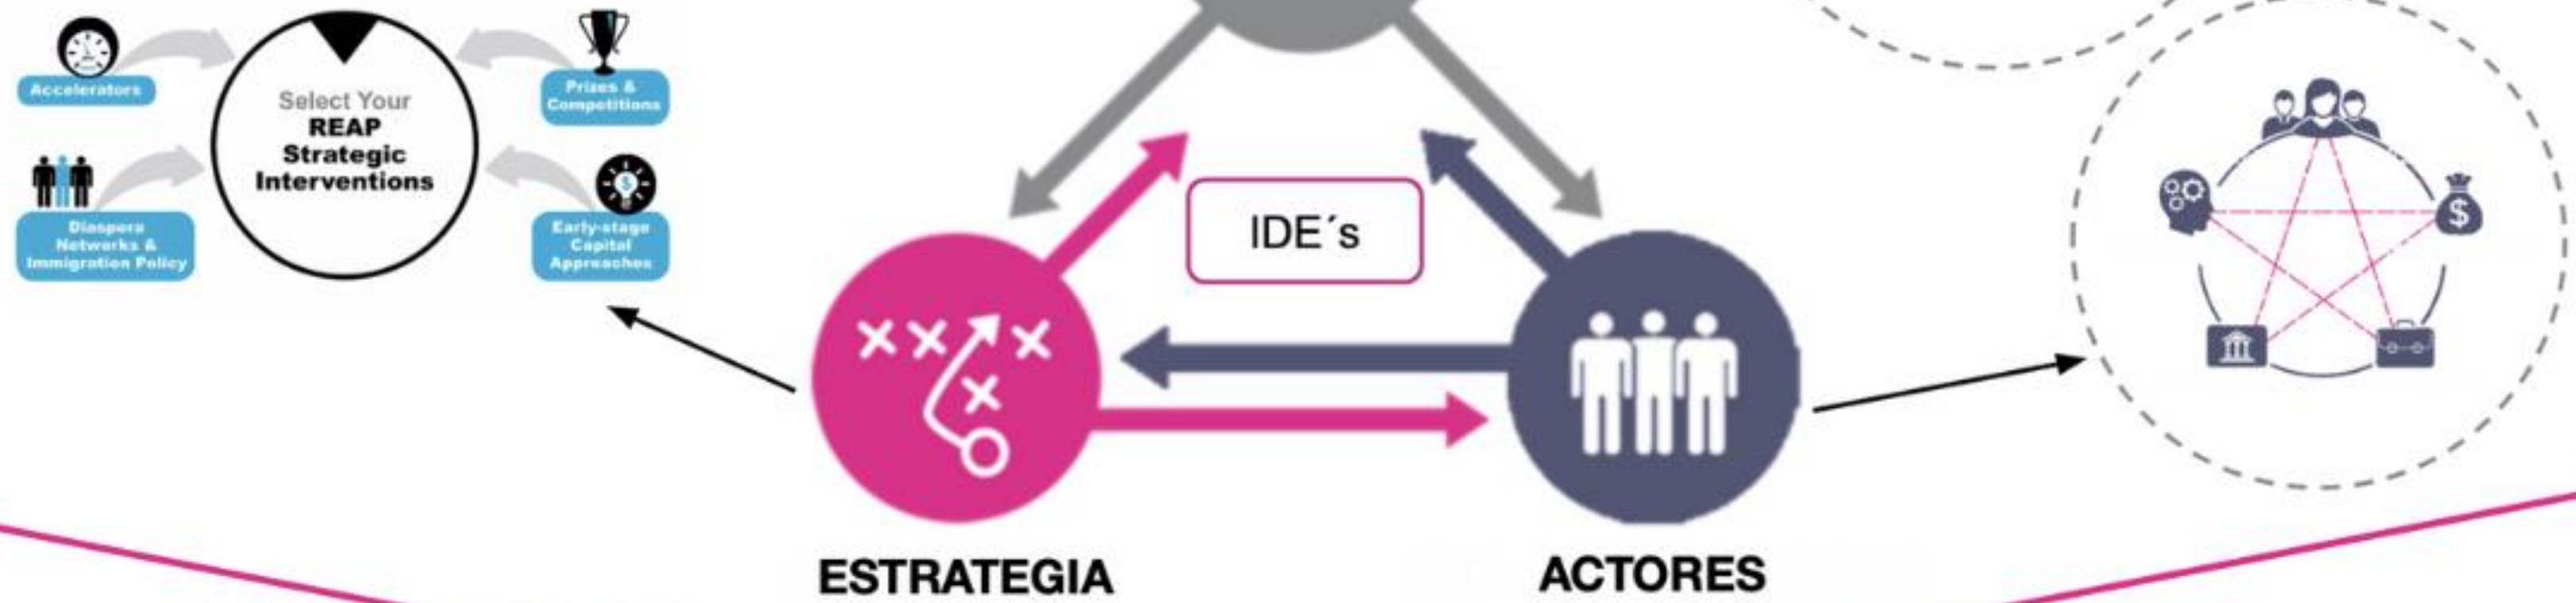 Accelerators
Select Your
REAP
Strategic
Interventions
Prizes &
Competitions
Diaspora
Networks &
Immigration Policy
Early-stage
Capital
Approaches
IDE´s
$
ESTRATEGIA
ACTORES